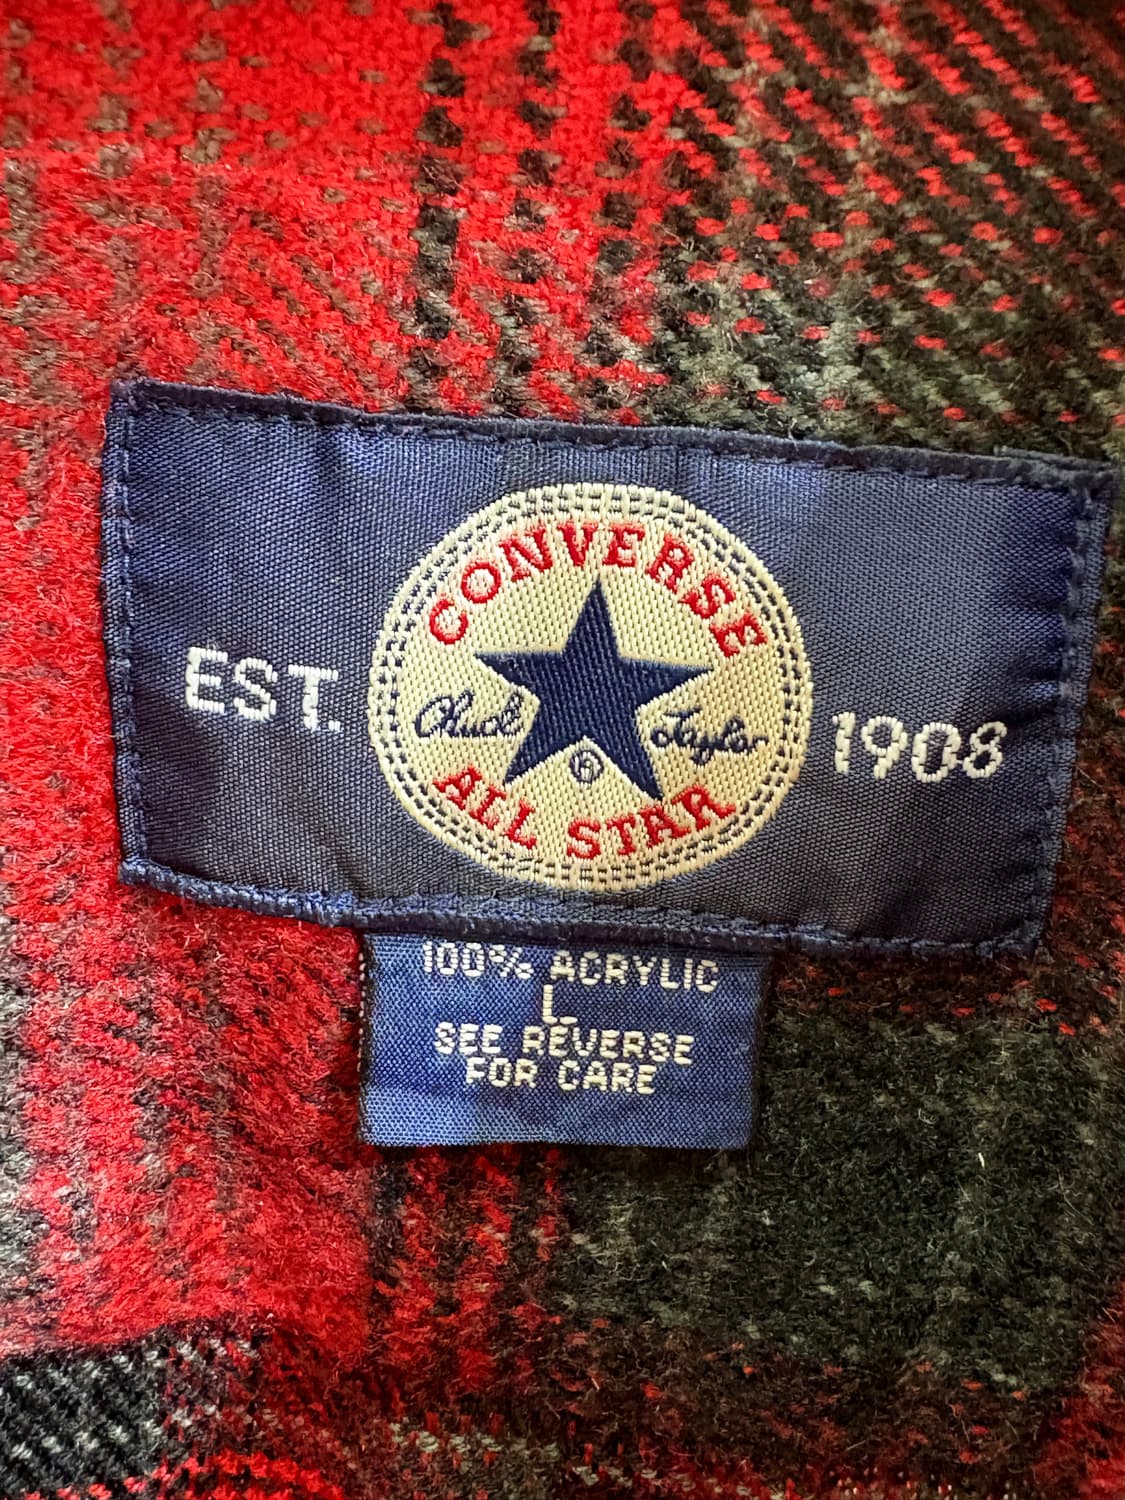 CONVERSE
EST. Chuck Taylor 1908
®
ALL STAR
100% ACRYLIC
L
SEE REVERSE
FOR CARE